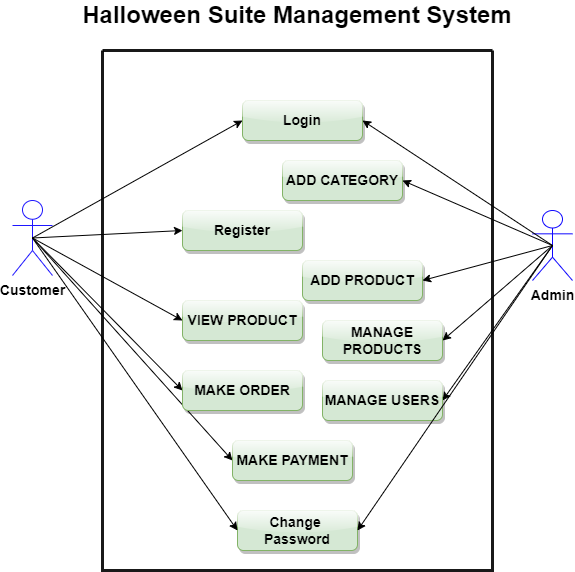 Halloween Suite Management System
Login
ADD CATEGORY
Register
ADD PRODUCT
Customer
Admin
VIEW PRODUCT
MANAGE
PRODUCTS
MAKE ORDER
MANAGE USERS
MAKE PAYMENT
Change
Password